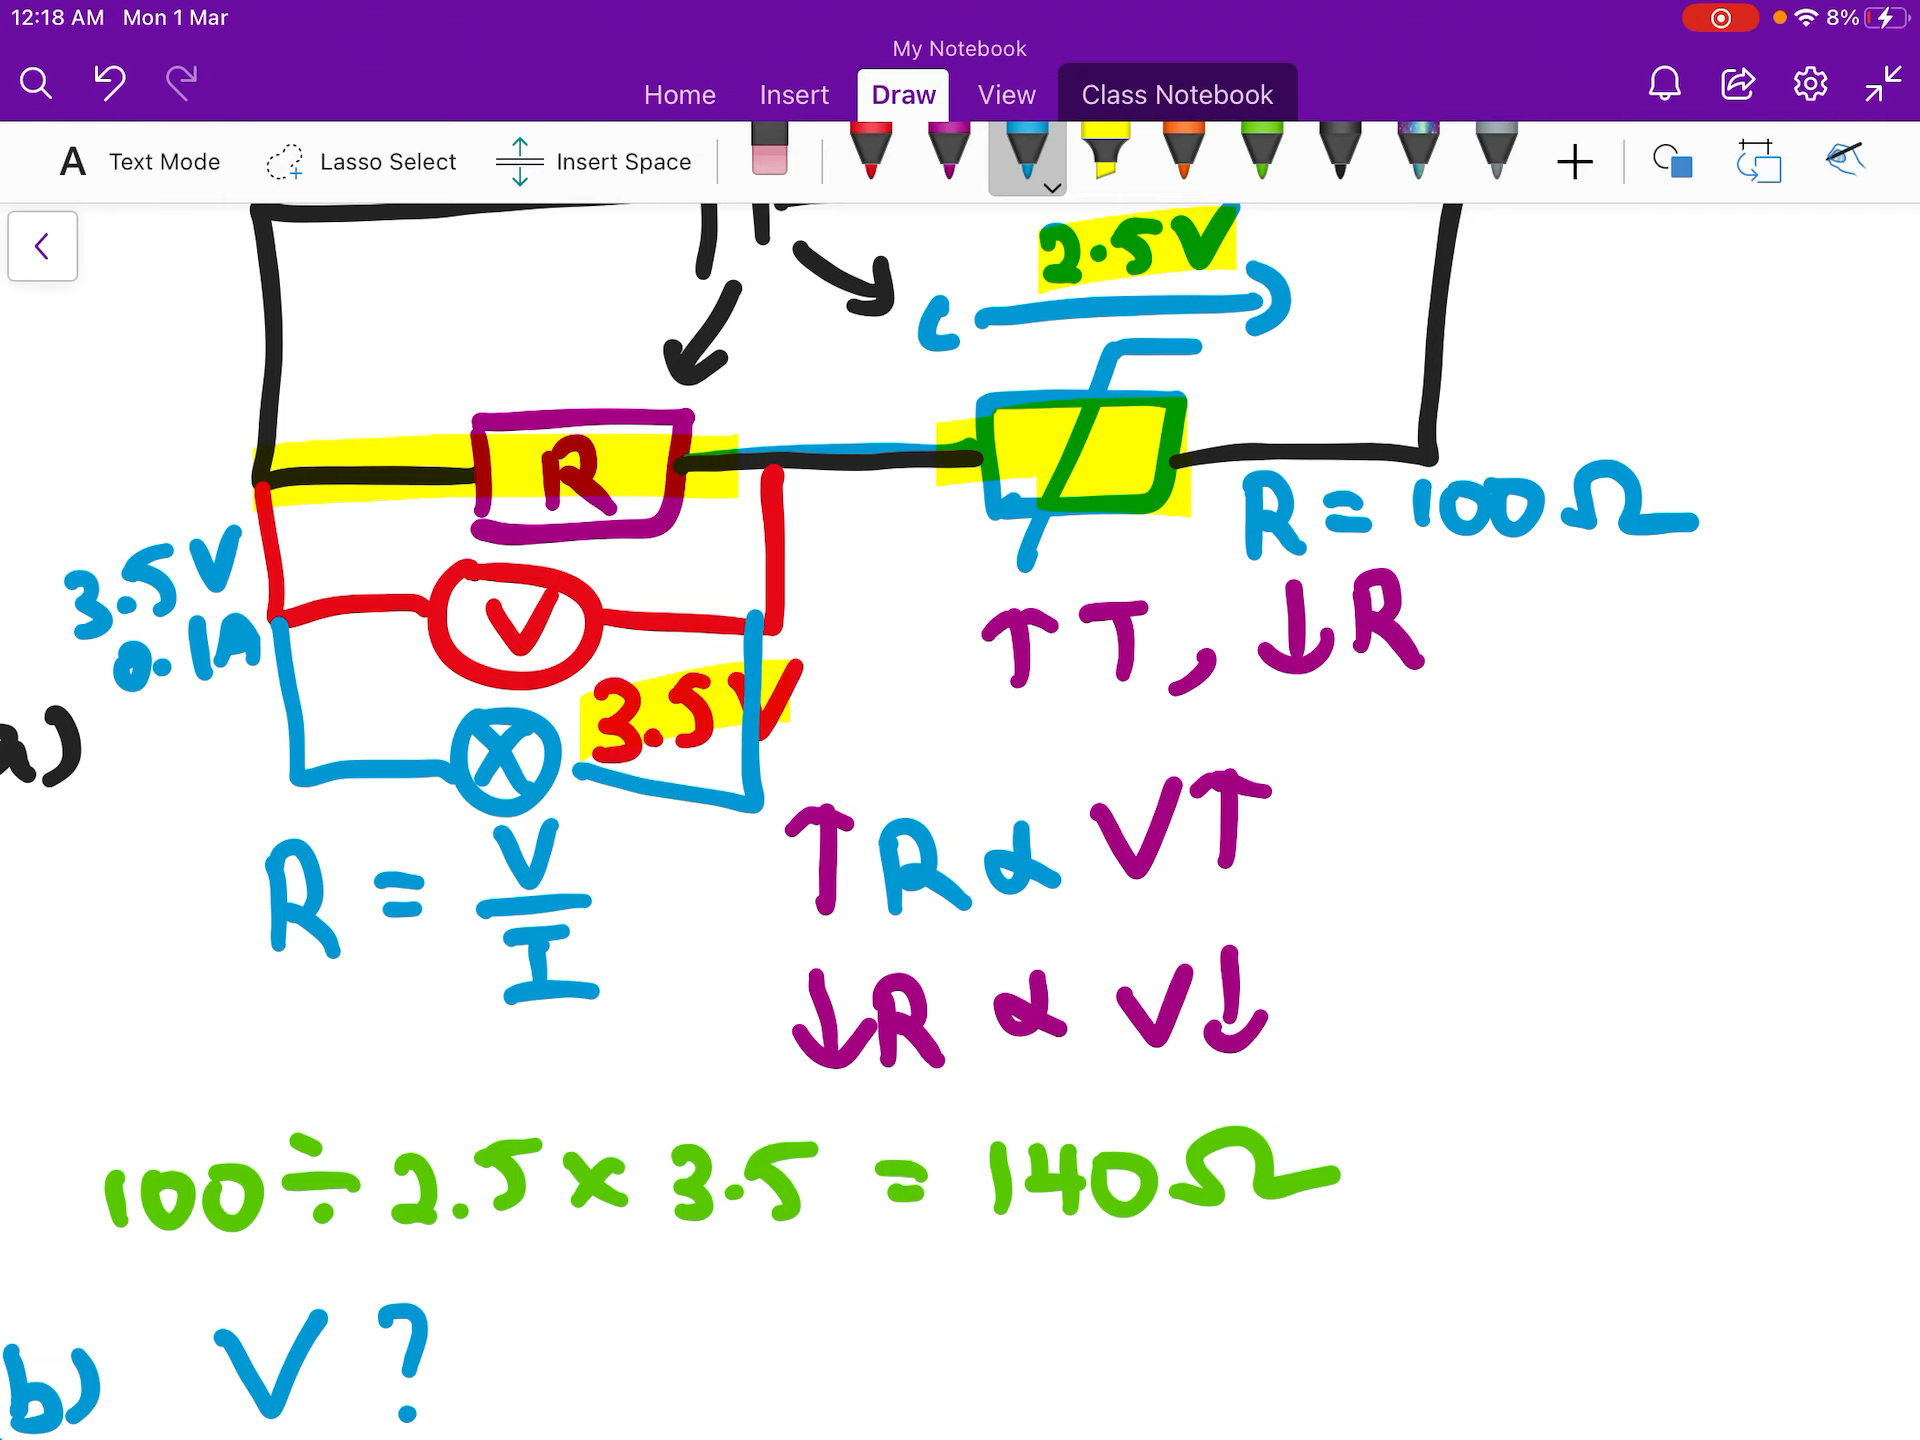 12:18 AM Mon 1 Mar
8%
My Notebook
Home Insert Draw View Class Notebook
A Text Mode Lasso Select Insert Space
2.5V
R
R = 100Ω
3.5V
0.1A
V
↑T, ↓R
3.5V
a)
R = V/I
↑R ∝ V↑
↓R ∝ V↓
100 ÷ 2.5 × 3.5 = 140Ω
b) V ?